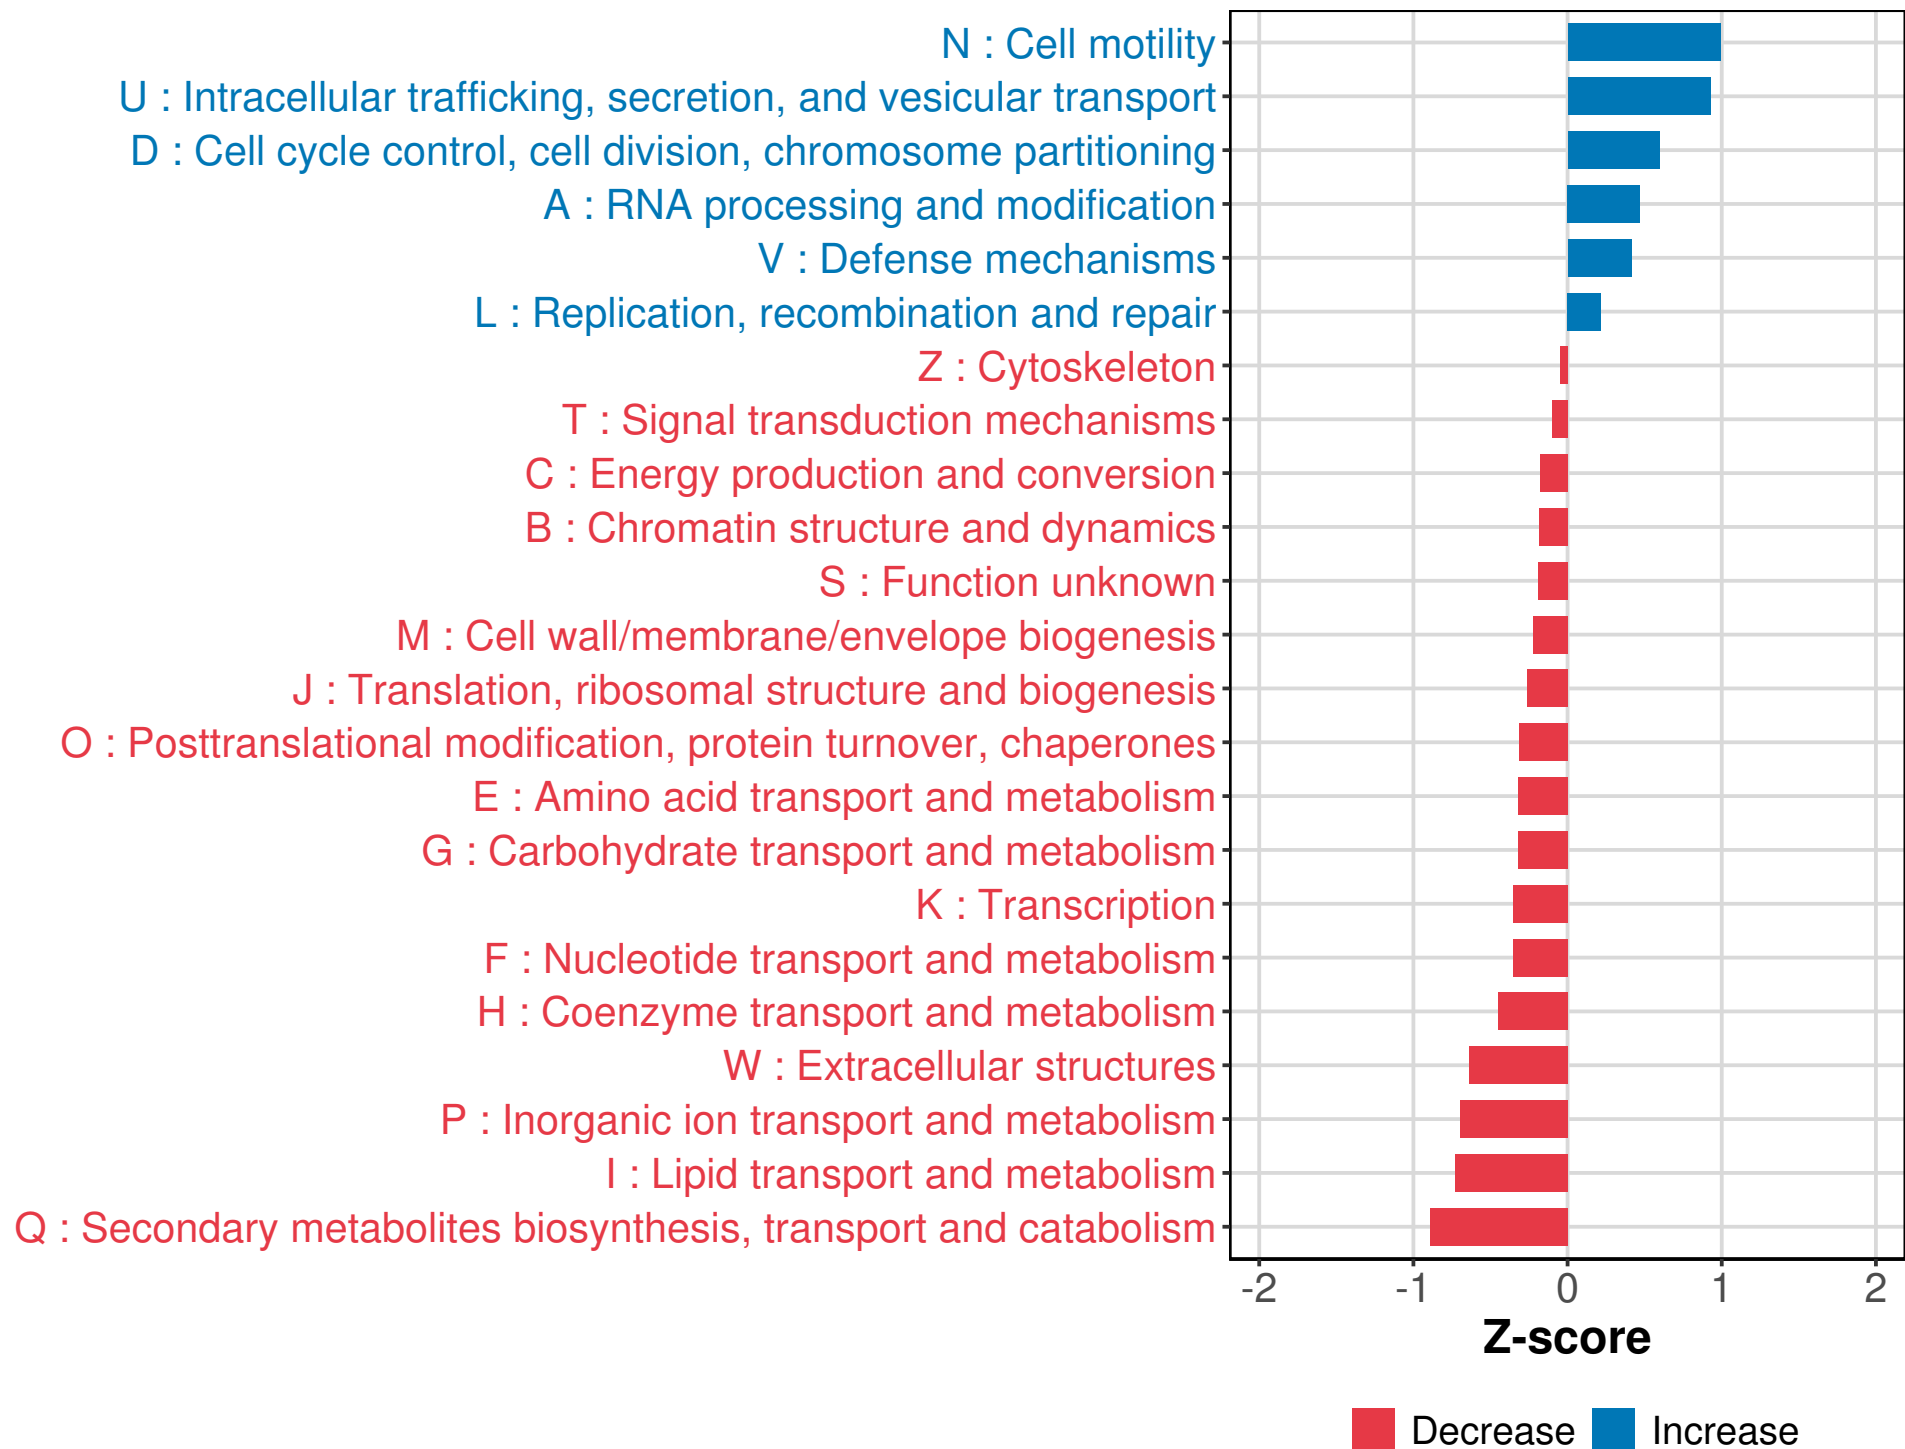 N : Cell motility
U : Intracellular trafficking, secretion, and vesicular transport
D : Cell cycle control, cell division, chromosome partitioning
A : RNA processing and modification
V : Defense mechanisms
L : Replication, recombination and repair
Z : Cytoskeleton
T : Signal transduction mechanisms
C : Energy production and conversion
B : Chromatin structure and dynamics
S : Function unknown
M : Cell wall/membrane/envelope biogenesis
J : Translation, ribosomal structure and biogenesis
O : Posttranslational modification, protein turnover, chaperones
E : Amino acid transport and metabolism
G : Carbohydrate transport and metabolism
K : Transcription
F : Nucleotide transport and metabolism
H : Coenzyme transport and metabolism
W : Extracellular structures
P : Inorganic ion transport and metabolism
I : Lipid transport and metabolism
Q : Secondary metabolites biosynthesis, transport and catabolism
-2 -1 0 1 2
Z-score
Decrease Increase